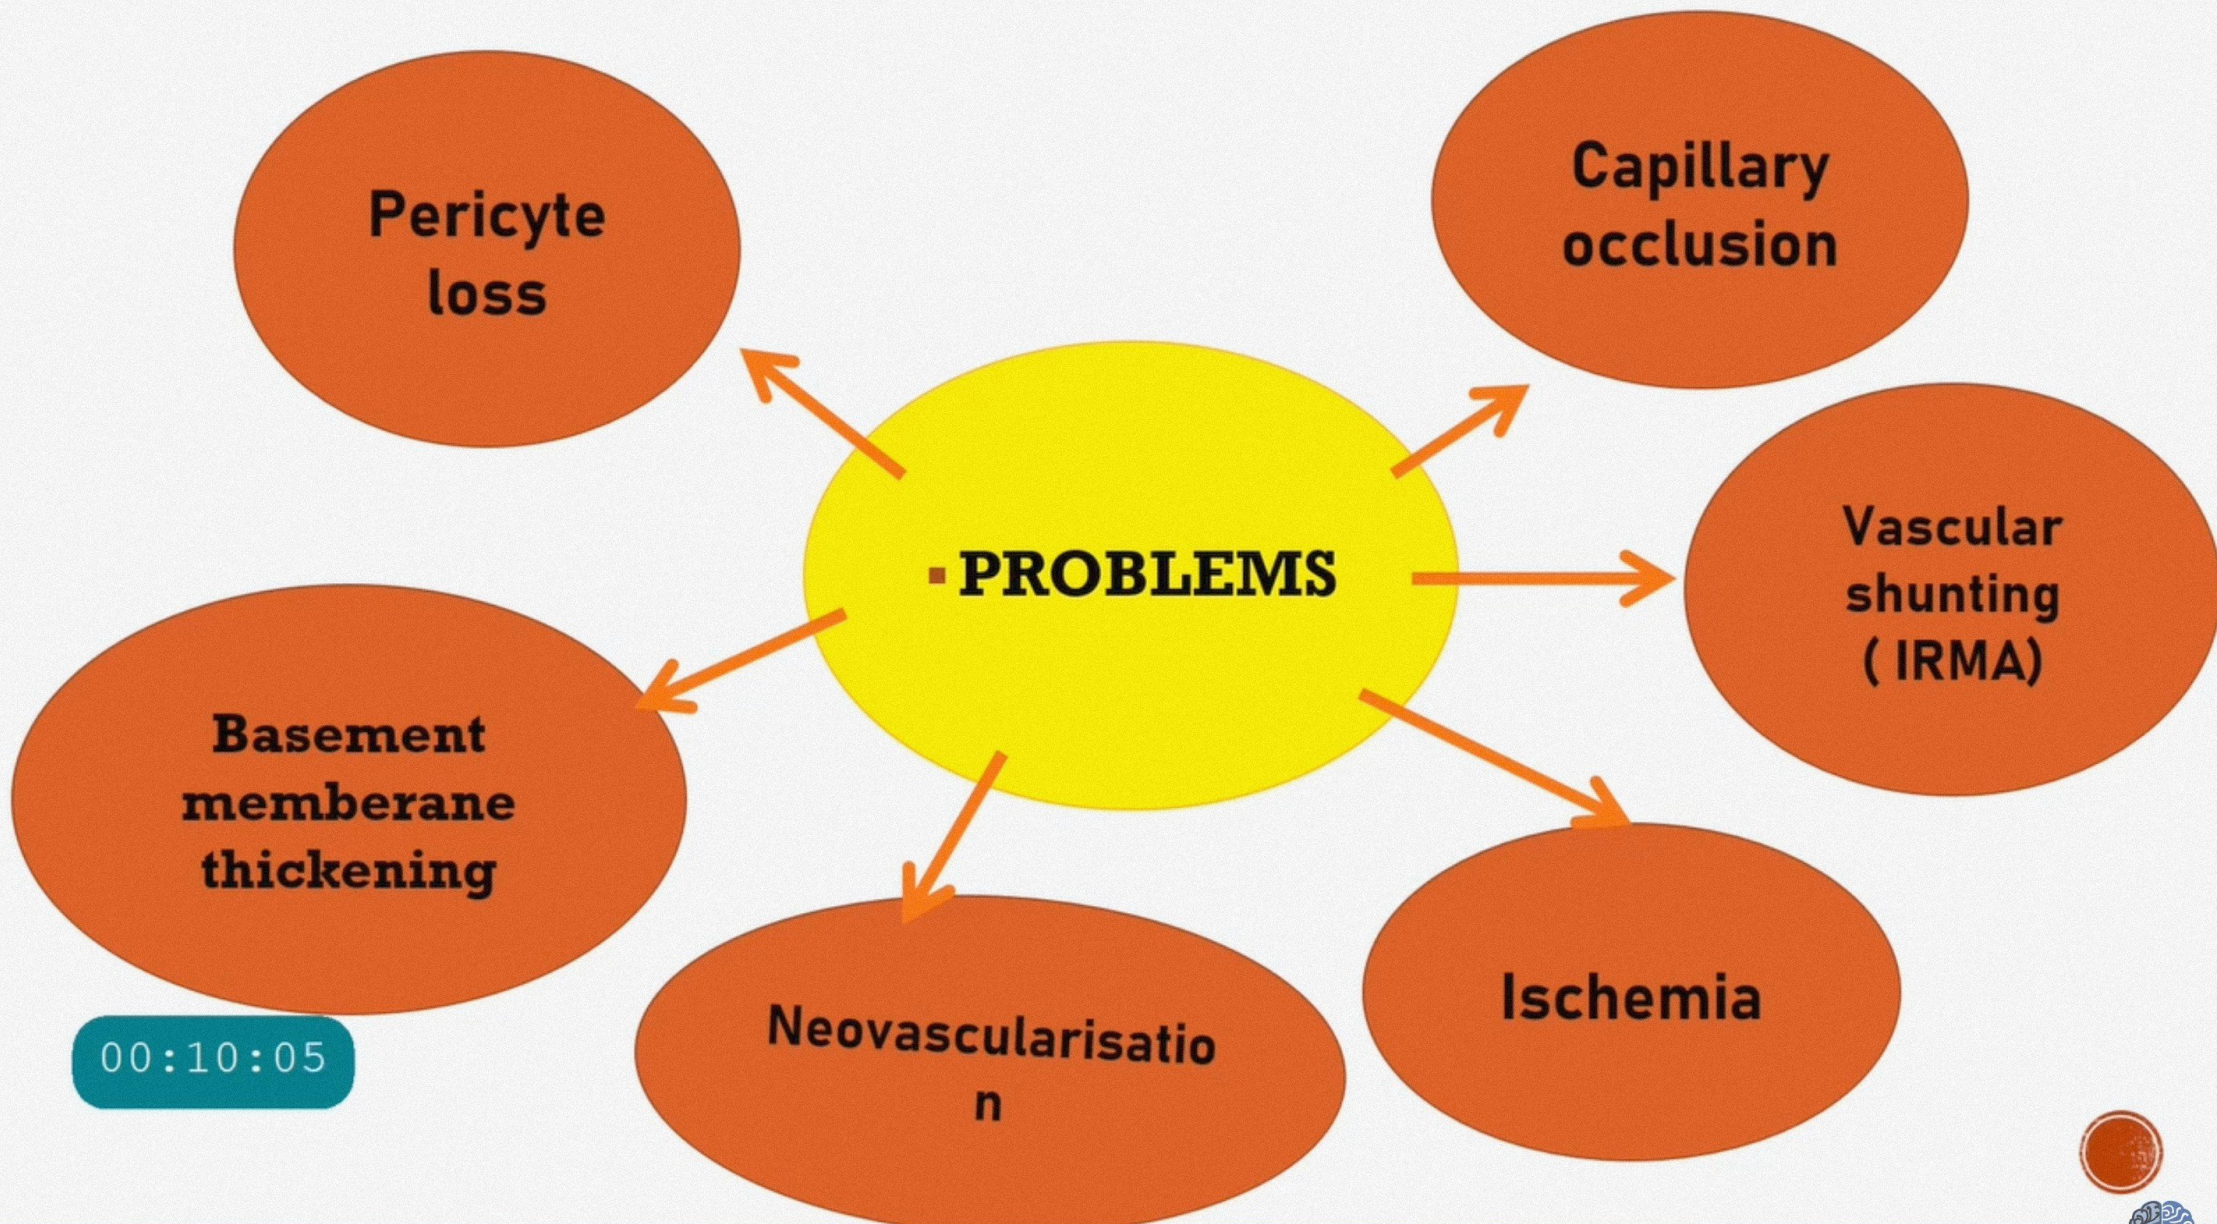 Pericyte
loss
Capillary
occlusion
▪ PROBLEMS
Vascular
shunting
( IRMA)
Basement
memberane
thickening
Neovascularisatio
n
Ischemia
00:10:05